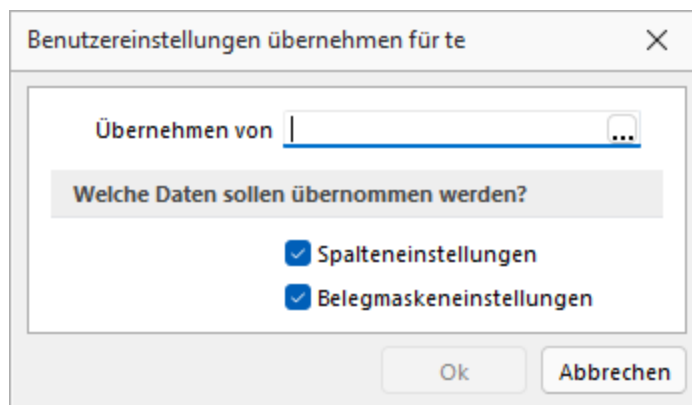 Benutzereinstellungen übernehmen für te
Übernehmen von
...
Welche Daten sollen übernommen werden?
Spalteneinstellungen
Belegmaskeneinstellungen
Ok Abbrechen